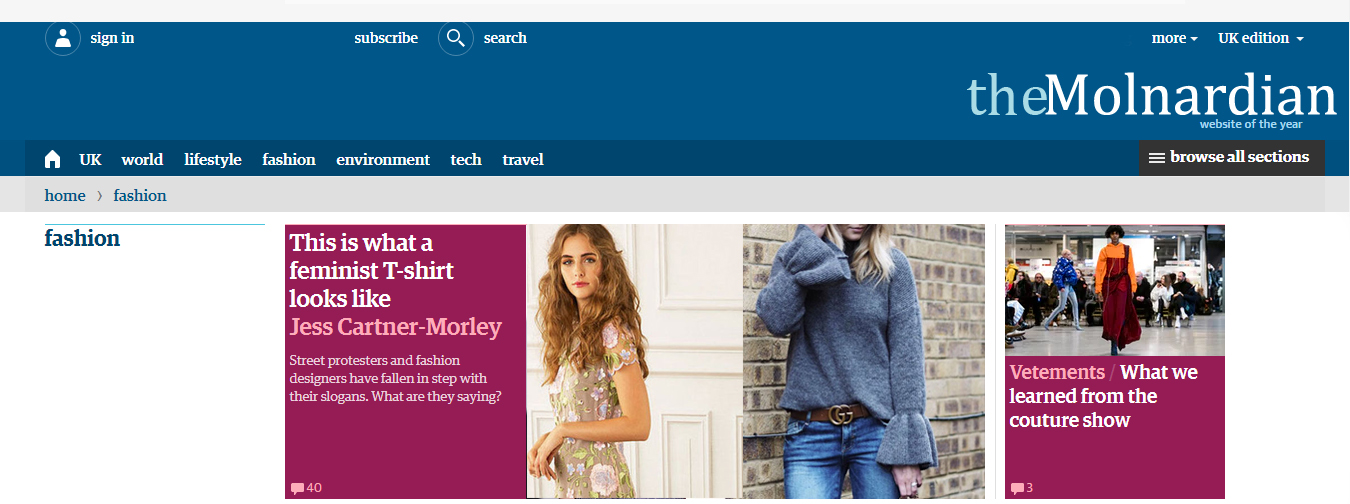 sign in
subscribe
search
more
UK edition
theMolnardian
website of the year
UK world lifestyle fashion environment tech travel
browse all sections
home › fashion
fashion
This is what a
feminist T-shirt
looks like
Jess Cartner-Morley
Street protesters and fashion
designers have fallen in step with
their slogans. What are they saying?
40
Vetements / What we
learned from the
couture show
3